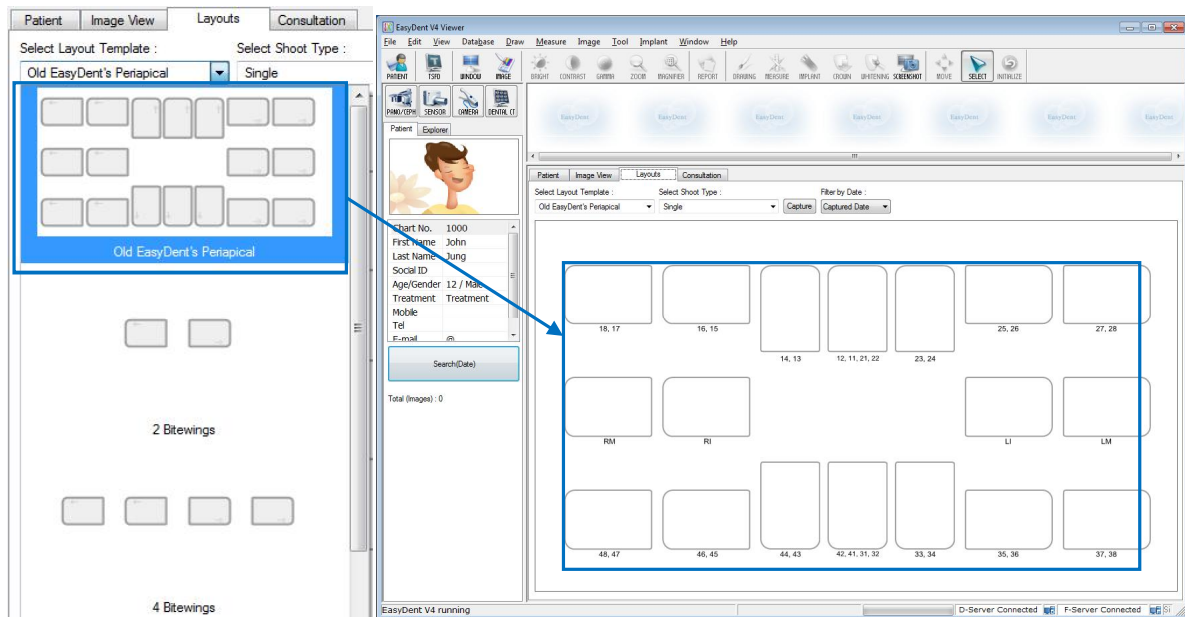 Patient Image View Layouts Consultation
Select Layout Template : Select Shoot Type :
Old EasyDent's Periapical Single
Old EasyDent's Periapical
2 Bitewings
4 Bitewings
EasyDent V4 Viewer
File Edit View Database Draw Measure Image Tool Implant Window Help
PATIENT TSPD WINDOW IMAGE BRIGHT CONTRAST GAMMA ZOOM MAGNIFIER REPORT DRAWING MEASURE IMPLANT CROWN WHITENING SCREENSHOT MOVE SELECT INITIALIZE
PANO/CEPH SENSOR CAMERA DENTAL CT
EasyDent EasyDent EasyDent EasyDent EasyDent EasyDent EasyDent
Patient Explorer
Patient Image View Layouts Consultation
Select Layout Template : Select Shoot Type : Filter by Date :
Old EasyDent's Periapical Single Capture Captured Date
Chart No. 1000
First Name John
Last Name Jung
Social ID
Age/Gender 12 / Male
Treatment Treatment
Mobile
Tel
E-mail @
Search(Date)
Total (Images) : 0
18, 17 16, 15 25, 26 27, 28
14, 13 12, 11, 21, 22 23, 24
RM RI LI LM
48, 47 46, 45 44, 43 42, 41, 31, 32 33, 34 35, 36 37, 38
EasyDent V4 running D-Server Connected F-Server Connected